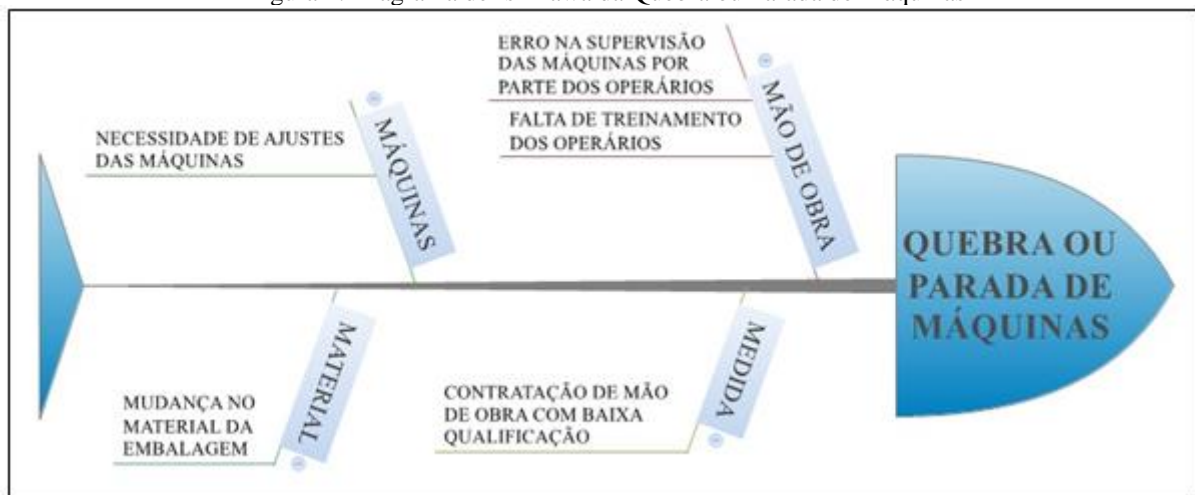 NECESSIDADE DE AJUSTES
DAS MÁQUINAS
MÁQUINAS
ERRO NA SUPERVISÃO
DAS MÁQUINAS POR
PARTE DOS OPERÁRIOS
FALTA DE TREINAMENTO
DOS OPERÁRIOS
MÃO DE OBRA
QUEBRA OU
PARADA DE
MÁQUINAS
MUDANÇA NO
MATERIAL DA
EMBALAGEM
MATERIAL
CONTRATAÇÃO DE MÃO
DE OBRA COM BAIXA
QUALIFICAÇÃO
MEDIDA